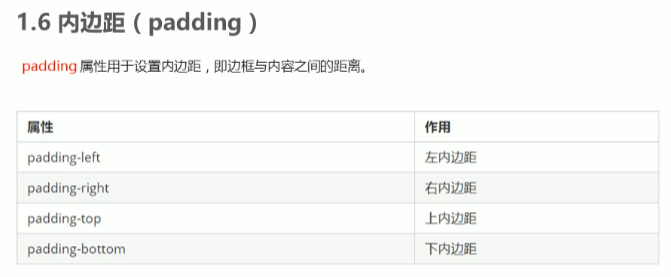 1.6 内边距（padding）
padding 属性用于设置内边距，即边框与内容之间的距离。
属性 作用
padding-left 左内边距
padding-right 右内边距
padding-top 上内边距
padding-bottom 下内边距